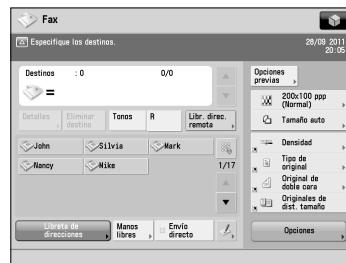 Fax
Especifique los destinos.
28/09 2011
20:05
Destinos : 0 0/0
=
Detalles
Eliminar destino
Tonos
R
Libr. direc. remota
John
Silvia
Mark
Nancy
Mike
1/17
Libreta de direcciones
Manos libres
Envío directo
Opciones previas
200x100 ppp
(Normal)
Tamaño auto
Densidad
Tipo de original
Original de doble cara
Originales de dist. tamaño
Opciones